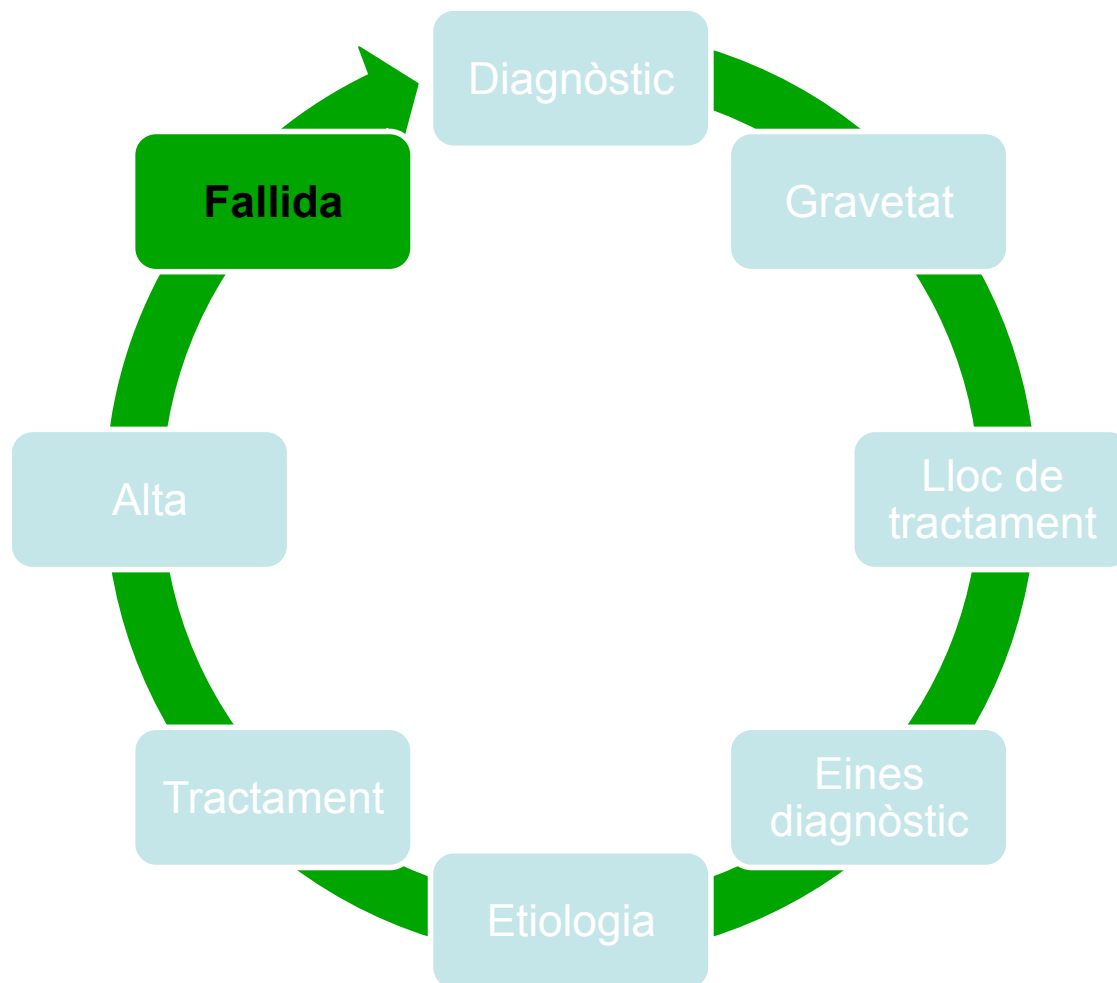 Diagnòstic
Gravetat
Lloc de
tractament
Eines
diagnòstic
Etiologia
Tractament
Alta
Fallida